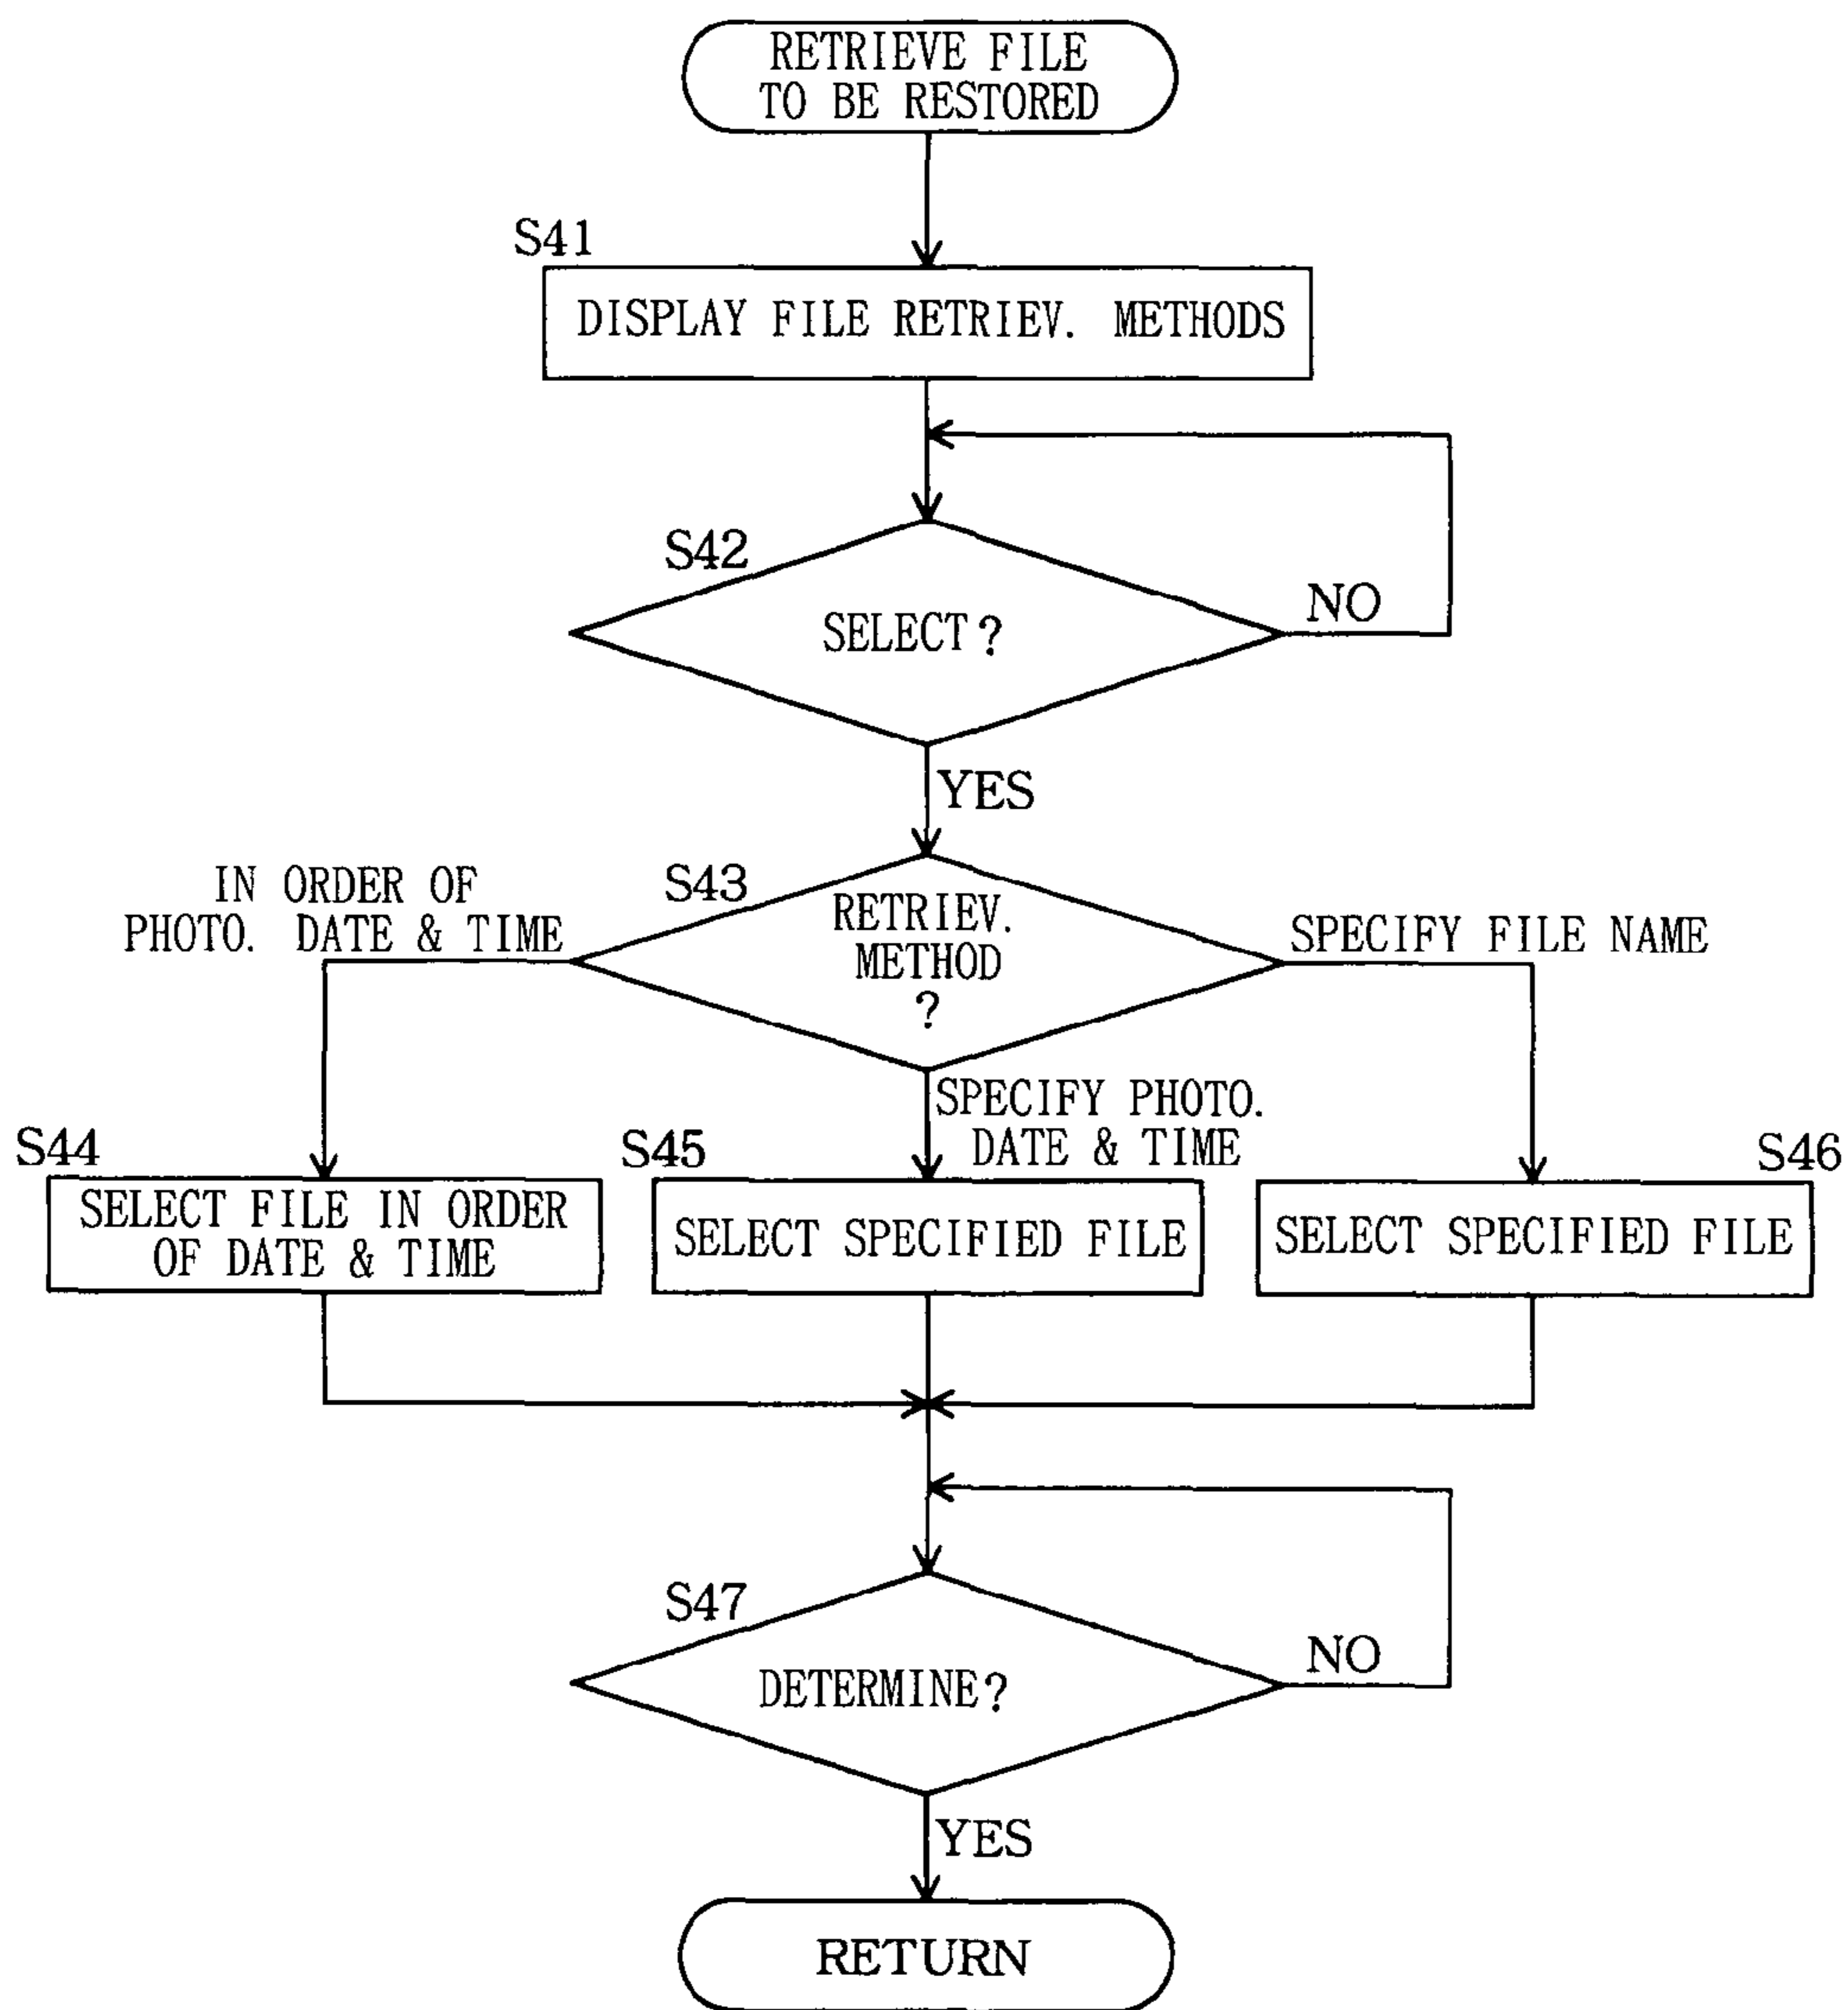 RETRIEVE FILE
TO BE RESTORED
S41
DISPLAY FILE RETRIEV. METHODS
S42
SELECT?
NO
YES
S43
RETRIEV.
METHOD
?
IN ORDER OF
PHOTO. DATE & TIME
SPECIFY FILE NAME
SPECIFY PHOTO.
DATE & TIME
S44
SELECT FILE IN ORDER
OF DATE & TIME
S45
SELECT SPECIFIED FILE
S46
SELECT SPECIFIED FILE
S47
DETERMINE?
NO
YES
RETURN